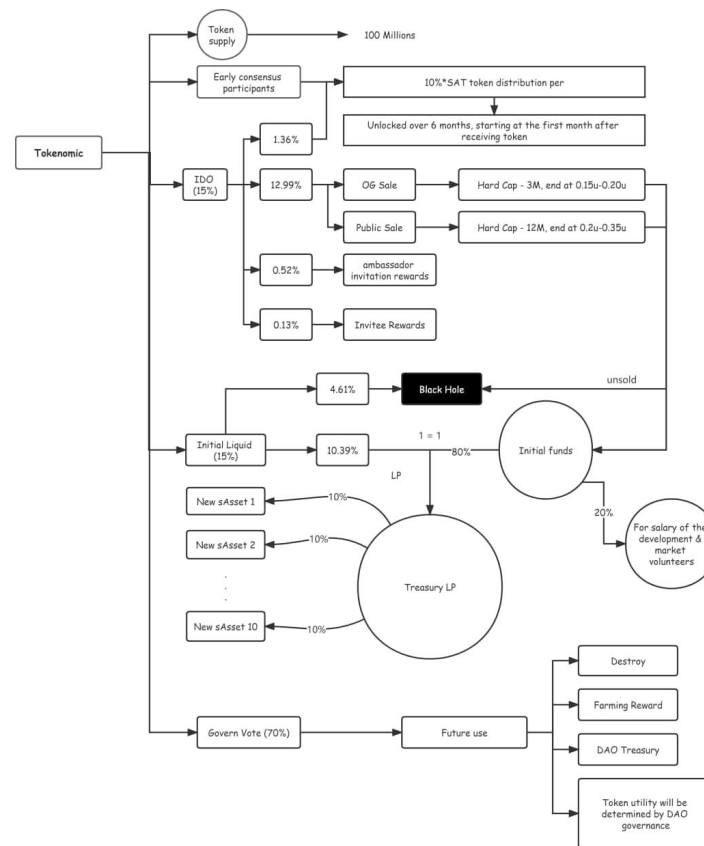 Token
supply
100 Millions
Early consensus
participants
10%*SAT token distribution per
Unlocked over 6 months, starting at the first month after
receiving token
1.36%
Tokenomic
IDO
(15%)
12.99%
OG Sale
Hard Cap - 3M, end at 0.15u-0.20u
Public Sale
Hard Cap - 12M, end at 0.2u-0.35u
0.52%
ambassador
invitation rewards
0.13%
Invitee Rewards
4.61%
Black Hole
unsold
Initial Liquid
(15%)
10.39%
1 = 1
80%
Initial funds
LP
New sAsset 1
10%
20%
For salary of the
development &
market
volunteers
New sAsset 2
10%
.
.
.
Treasury LP
New sAsset 10
10%
Destroy
Farming Reward
Govern Vote (70%)
Future use
DAO Treasury
Token utility will be
determined by DAO
governance